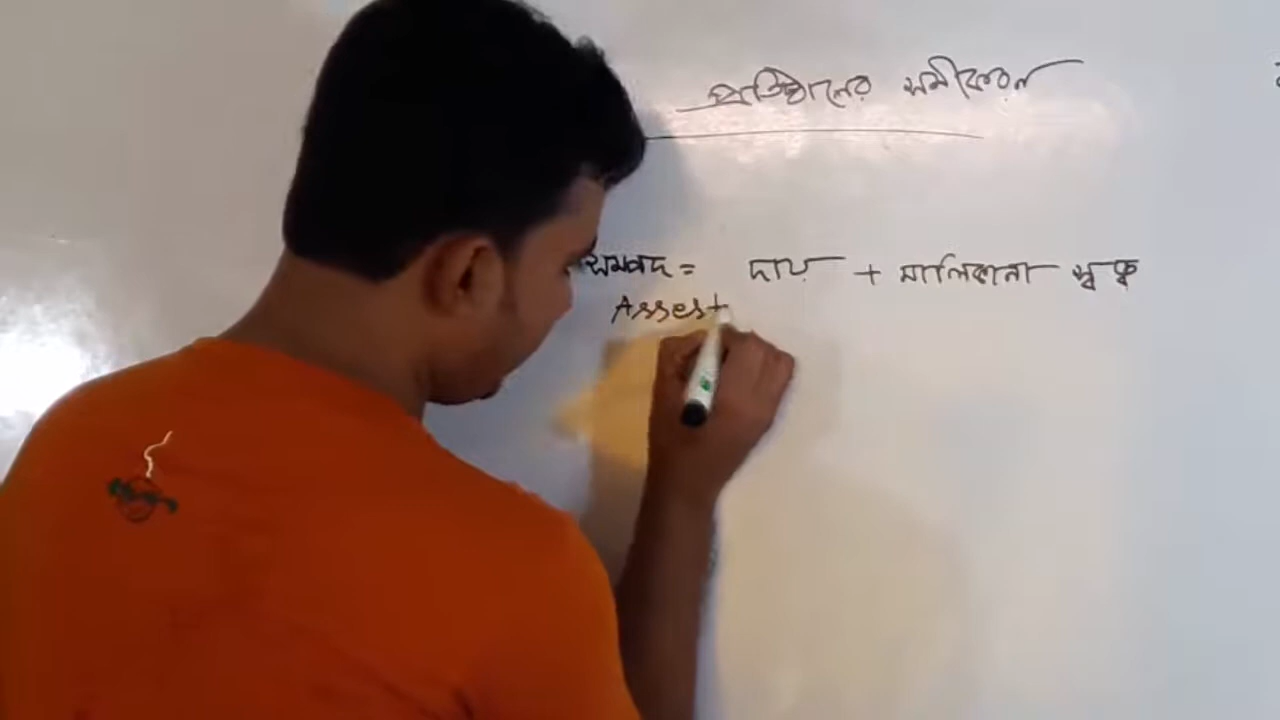 প্রতিষ্ঠানের সমীকরণ
সম্পদ = দায় + মালিকানা স্বত্ব
Assest